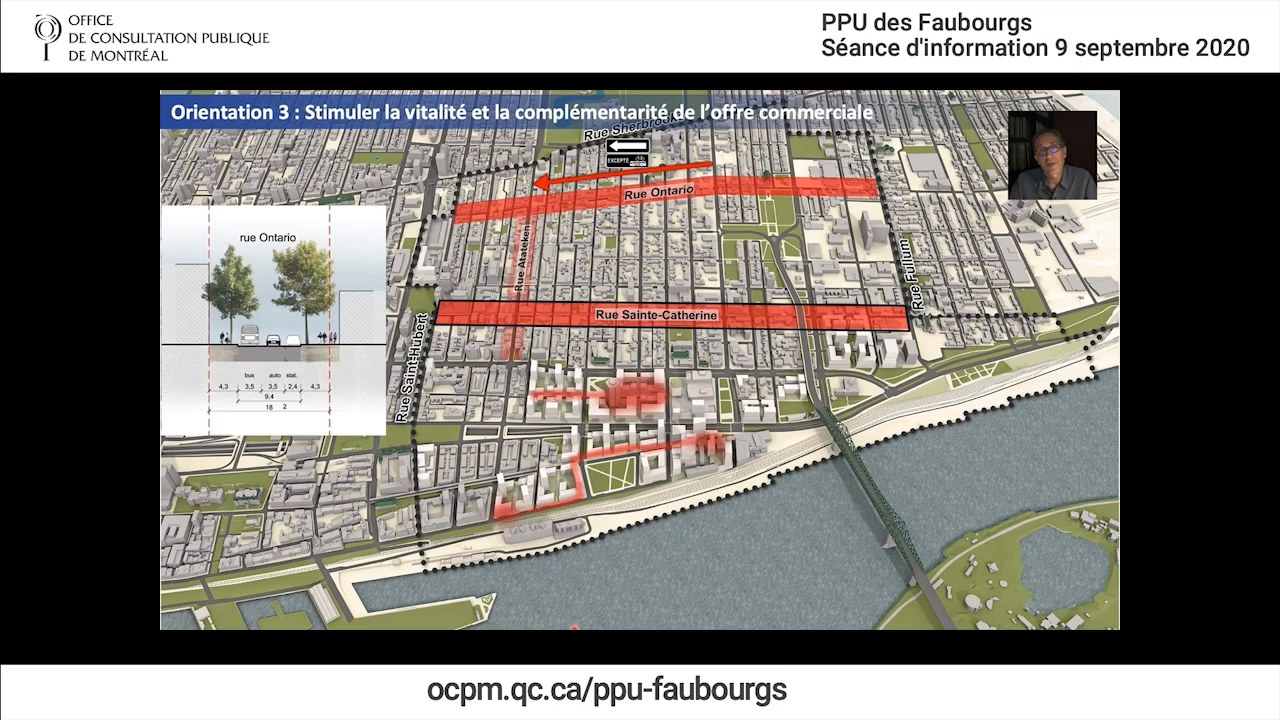 OFFICE
DE CONSULTATION PUBLIQUE
DE MONTRÉAL
PPU des Faubourgs
Séance d'information 9 septembre 2020
Orientation 3 : Stimuler la vitalité et la complémentarité de l'offre commerciale
Rue Sherbrooke
EXCEPTÉ
Rue Ontario
rue Ontario
Rue Atateken
Rue Fullum
Rue Sainte-Catherine
Rue Saint-Hubert
bus auto stat.
4,3 3,5 3,5 2,4 4,3
9,4
18 2
ocpm.qc.ca/ppu-faubourgs